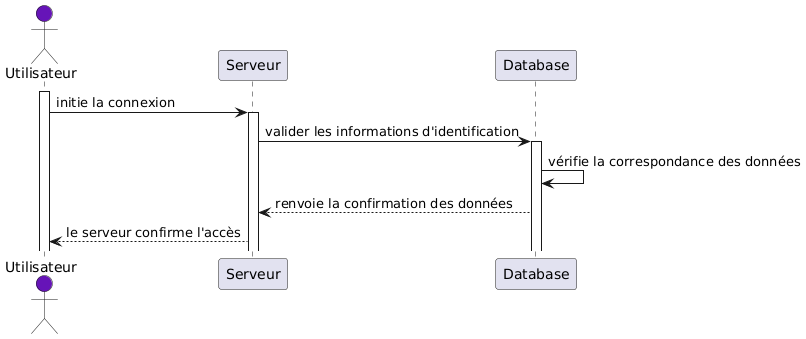 Utilisateur
Serveur
Database
initie la connexion
valider les informations d'identification
vérifie la correspondance des données
renvoie la confirmation des données
le serveur confirme l'accès
Utilisateur
Serveur
Database